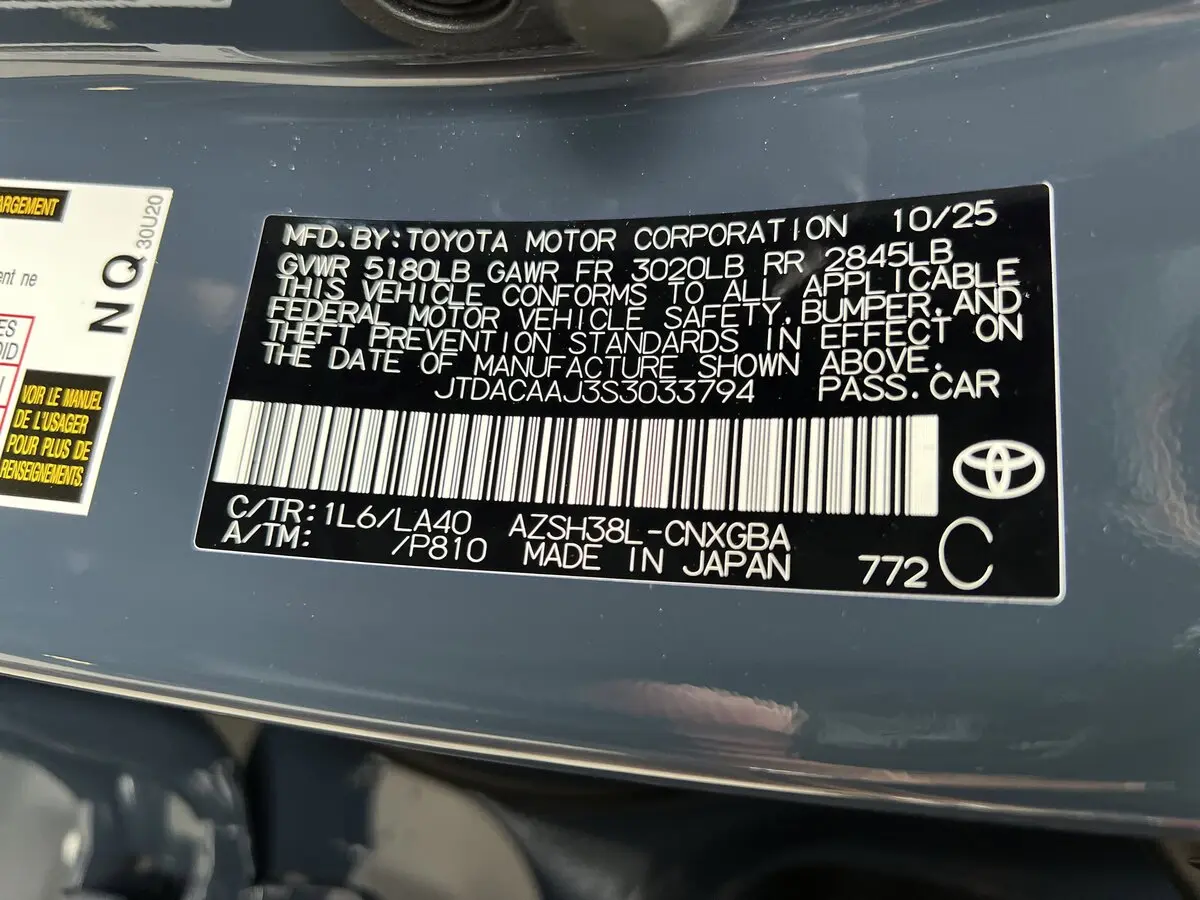 ARGEMENT
NQ 30U20
ent ne
ES
OID
VOIR LE MANUEL
DE L'USAGER
POUR PLUS DE
RENSEIGNEMENTS.
MFD.BY:TOYOTA MOTOR CORPORATION 10/25
GVWR 5180LB GAWR FR 3020LB RR 2845LB
THIS VEHICLE CONFORMS TO ALL APPLICABLE
FEDERAL MOTOR VEHICLE SAFETY,BUMPER,AND
THEFT PREVENTION STANDARDS IN EFFECT ON
THE DATE OF MANUFACTURE SHOWN ABOVE.
JTDACAAJ3S3033794 PASS.CAR
C/TR:1L6/LA40 AZSH38L-CNXGBA
A/TM: /P810 MADE IN JAPAN 772 C